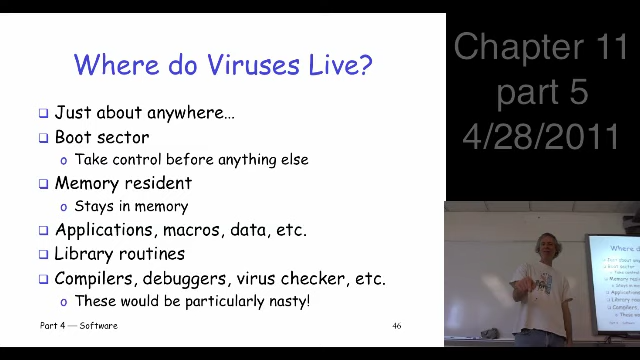 Where do Viruses Live?
Just about anywhere…
Boot sector
Take control before anything else
Memory resident
Stays in memory
Applications, macros, data, etc.
Library routines
Compilers, debuggers, virus checker, etc.
These would be particularly nasty!
Part 4 — Software
46
Chapter 11
part 5
4/28/2011